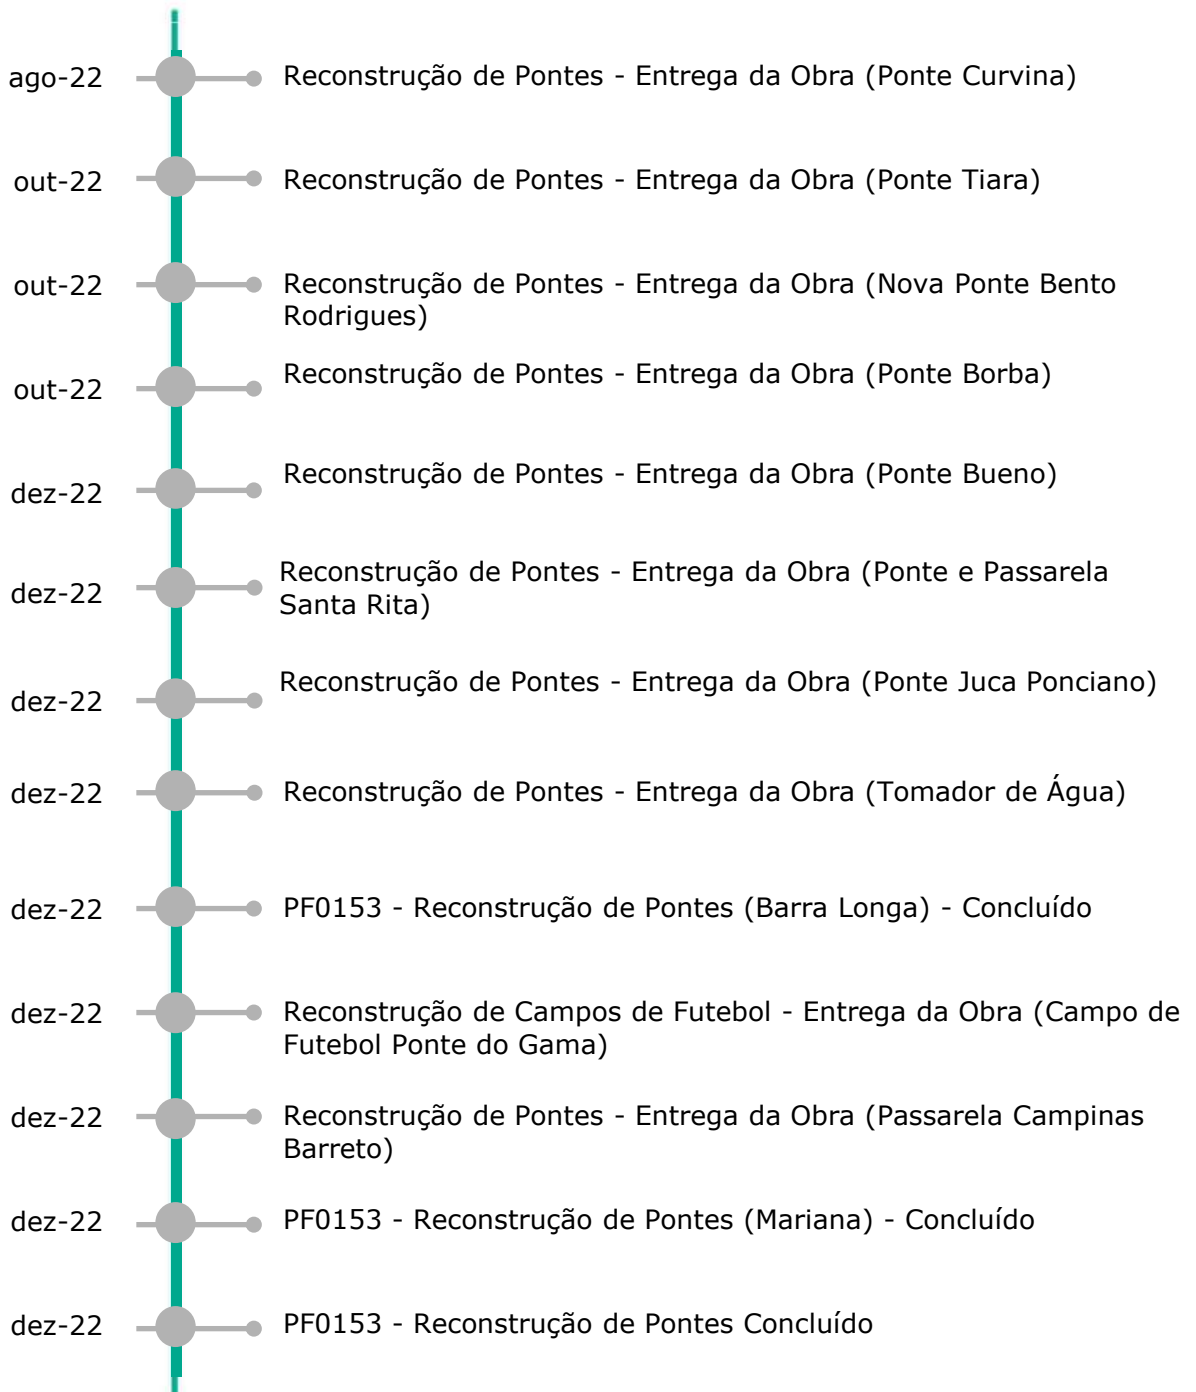 ago-22 Reconstrução de Pontes - Entrega da Obra (Ponte Curvina)
out-22 Reconstrução de Pontes - Entrega da Obra (Ponte Tiara)
out-22 Reconstrução de Pontes - Entrega da Obra (Nova Ponte Bento
Rodrigues)
out-22 Reconstrução de Pontes - Entrega da Obra (Ponte Borba)
dez-22 Reconstrução de Pontes - Entrega da Obra (Ponte Bueno)
dez-22 Reconstrução de Pontes - Entrega da Obra (Ponte e Passarela
Santa Rita)
dez-22 Reconstrução de Pontes - Entrega da Obra (Ponte Juca Ponciano)
dez-22 Reconstrução de Pontes - Entrega da Obra (Tomador de Água)
dez-22 PF0153 - Reconstrução de Pontes (Barra Longa) - Concluído
dez-22 Reconstrução de Campos de Futebol - Entrega da Obra (Campo de
Futebol Ponte do Gama)
dez-22 Reconstrução de Pontes - Entrega da Obra (Passarela Campinas
Barreto)
dez-22 PF0153 - Reconstrução de Pontes (Mariana) - Concluído
dez-22 PF0153 - Reconstrução de Pontes Concluído